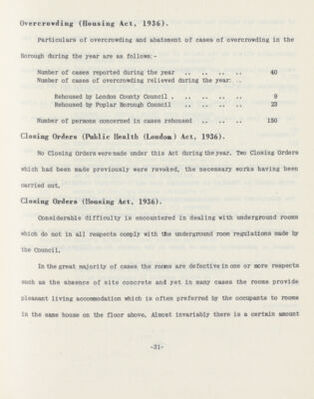 Overcrowding (Housing Act, 1936).
Particulars of overcrowding and abatement of cases of overcrowding in the
Borough during the year are as follows:-
Number of cases reported during the year .. .. .. .. 40
Number of cases of overcrowding relieved during the year: ..
Rehoused by London County Council . .. .. .. 9
Rehoused by Poplar Borough Council .. .. .. 23
Number of persons concerned in cases rehoused .. .. .. 150
Closing Orders (Public Health (London) Act, 1936).
No Closing Orders were made under this Act during the year. Two Closing Orders
which had been made previously were revoked, the necessary works having been
carried out.
Closing Orders (Housing Act, 1936).
Considerable difficulty is encountered in dealing with underground rooms
which do not in all respects comply with the underground room regulations made by
the Council.
In the great majority of cases the rooms are defective in one or more respects
such as the absence of site concrete and yet in many cases the rooms provide
pleasant living accommodation which is often preferred by the occupants to rooms
in the same house on the floor above. Almost invariably there is a certain amount
-31-